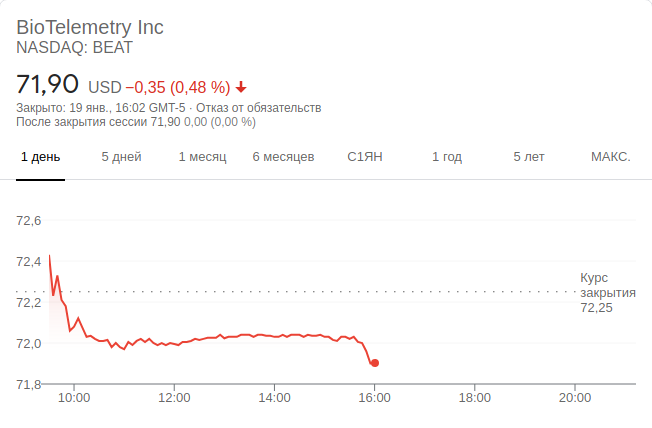 BioTelemetry Inc
NASDAQ: BEAT
71,90 USD −0,35 (0,48 %)
Закрыто: 19 янв., 16:02 GMT-5 · Отказ от обязательств
После закрытия сессии 71,90 0,00 (0,00 %)
1 день 5 дней 1 месяц 6 месяцев С1ЯН 1 год 5 лет МАКС.
72,6
72,4
Курс
закрытия
72,25
72,2
72,0
71,8
10:00 12:00 14:00 16:00 18:00 20:00